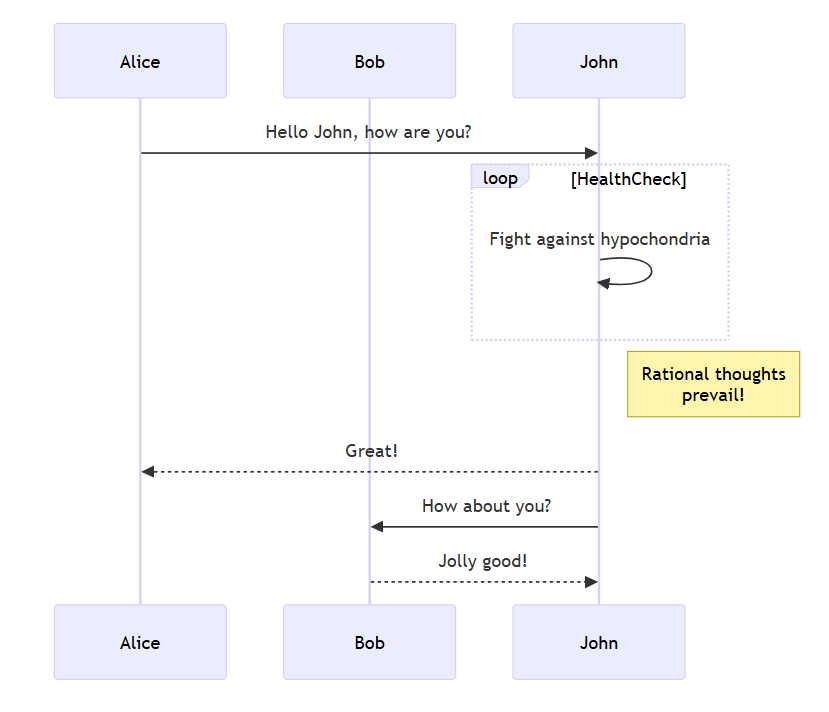 Alice
Bob
John
Hello John, how are you?
loop
[HealthCheck]
Fight against hypochondria
Rational thoughts
prevail!
Great!
How about you?
Jolly good!
Alice
Bob
John